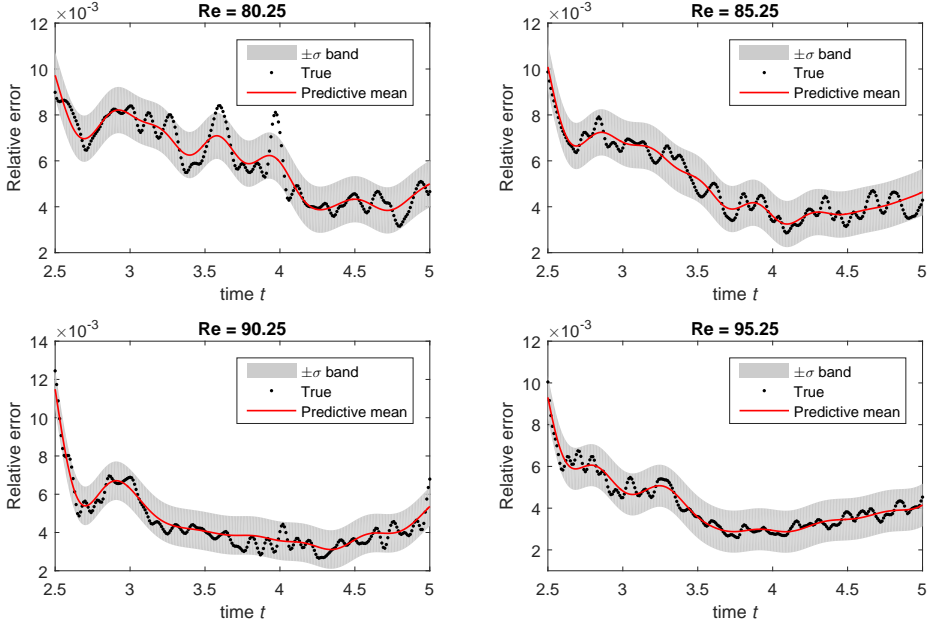 ×10⁻³
Re = 80.25
12
10
8
6
4
2
Relative error
±σ band
True
Predictive mean
2.5 3 3.5 4 4.5 5
time t
×10⁻³
Re = 85.25
12
10
8
6
4
2
Relative error
±σ band
True
Predictive mean
2.5 3 3.5 4 4.5 5
time t
×10⁻³
Re = 90.25
14
12
10
8
6
4
2
Relative error
±σ band
True
Predictive mean
2.5 3 3.5 4 4.5 5
time t
×10⁻³
Re = 95.25
12
10
8
6
4
2
Relative error
±σ band
True
Predictive mean
2.5 3 3.5 4 4.5 5
time t